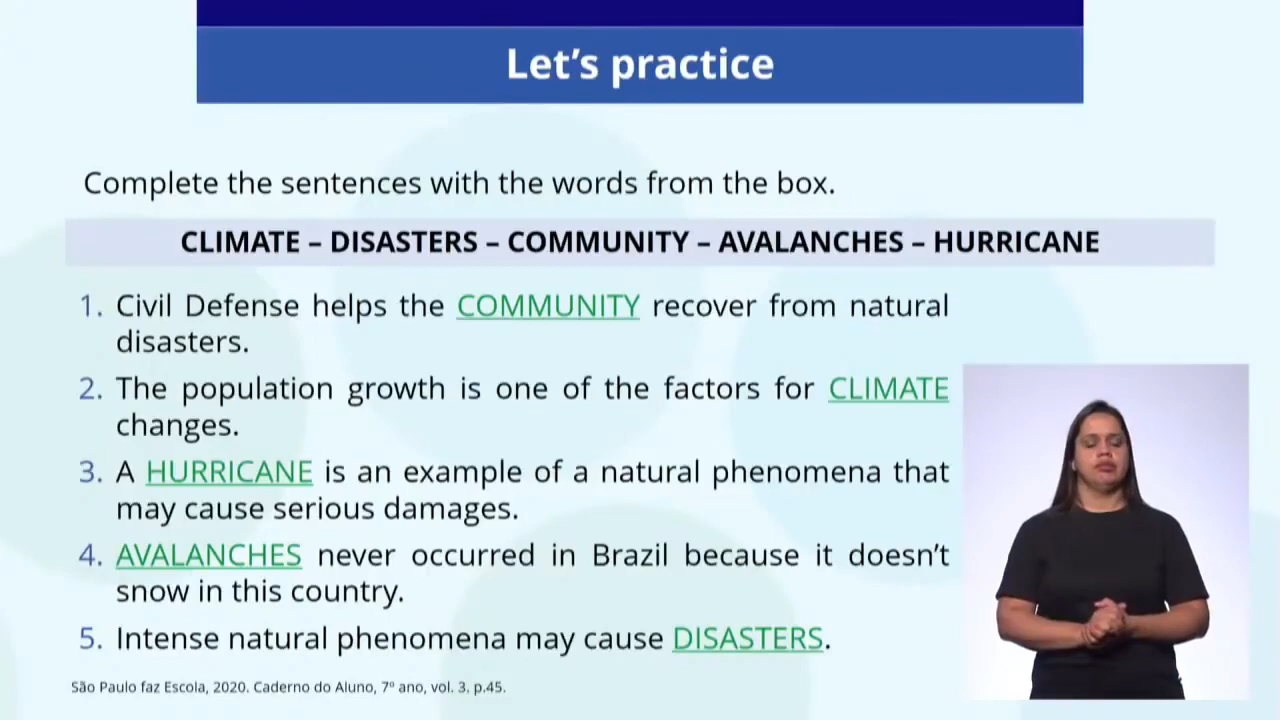 Let’s practice
Complete the sentences with the words from the box.
CLIMATE – DISASTERS – COMMUNITY – AVALANCHES – HURRICANE
1. Civil Defense helps the COMMUNITY recover from natural
disasters.
2. The population growth is one of the factors for CLIMATE
changes.
3. A HURRICANE is an example of a natural phenomena that
may cause serious damages.
4. AVALANCHES never occurred in Brazil because it doesn’t
snow in this country.
5. Intense natural phenomena may cause DISASTERS.
São Paulo faz Escola, 2020. Caderno do Aluno, 7º ano, vol. 3. p.45.